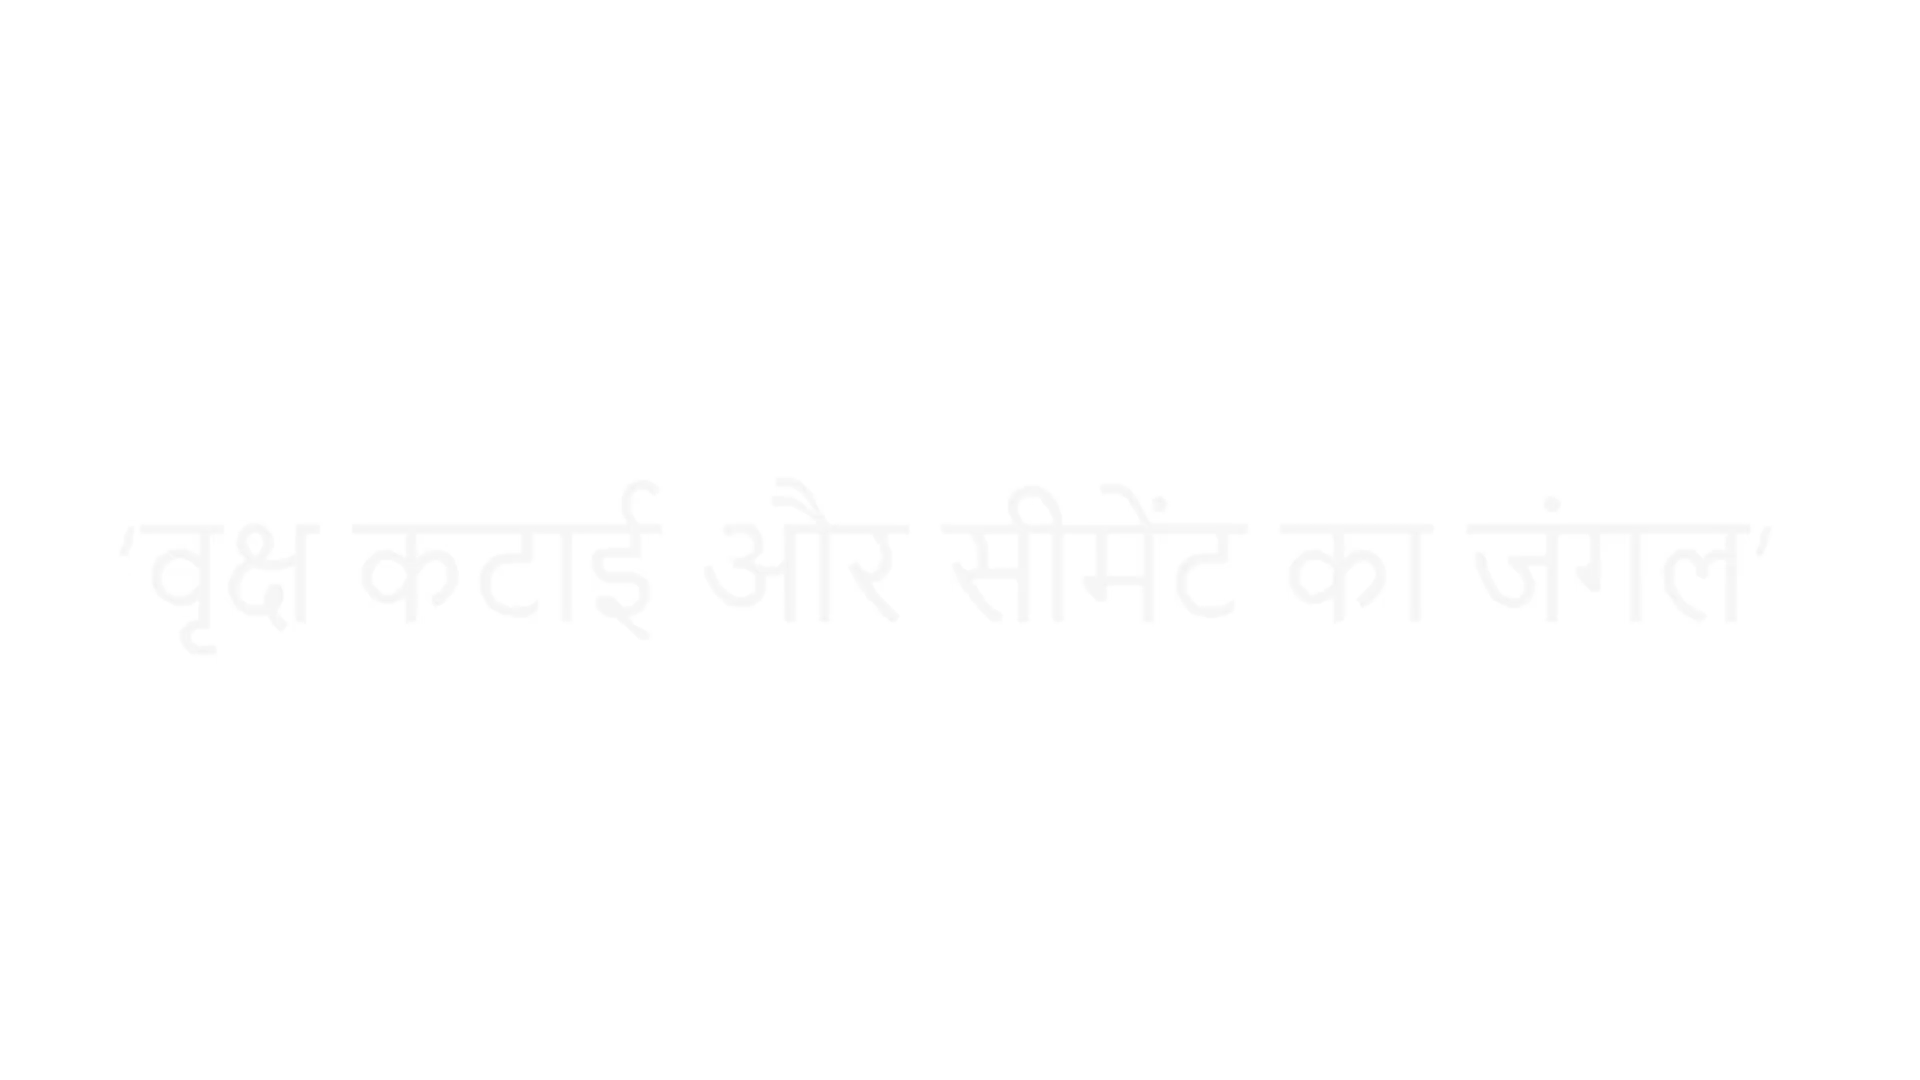 'वृक्ष कटाई और सीमेंट का जंगल'